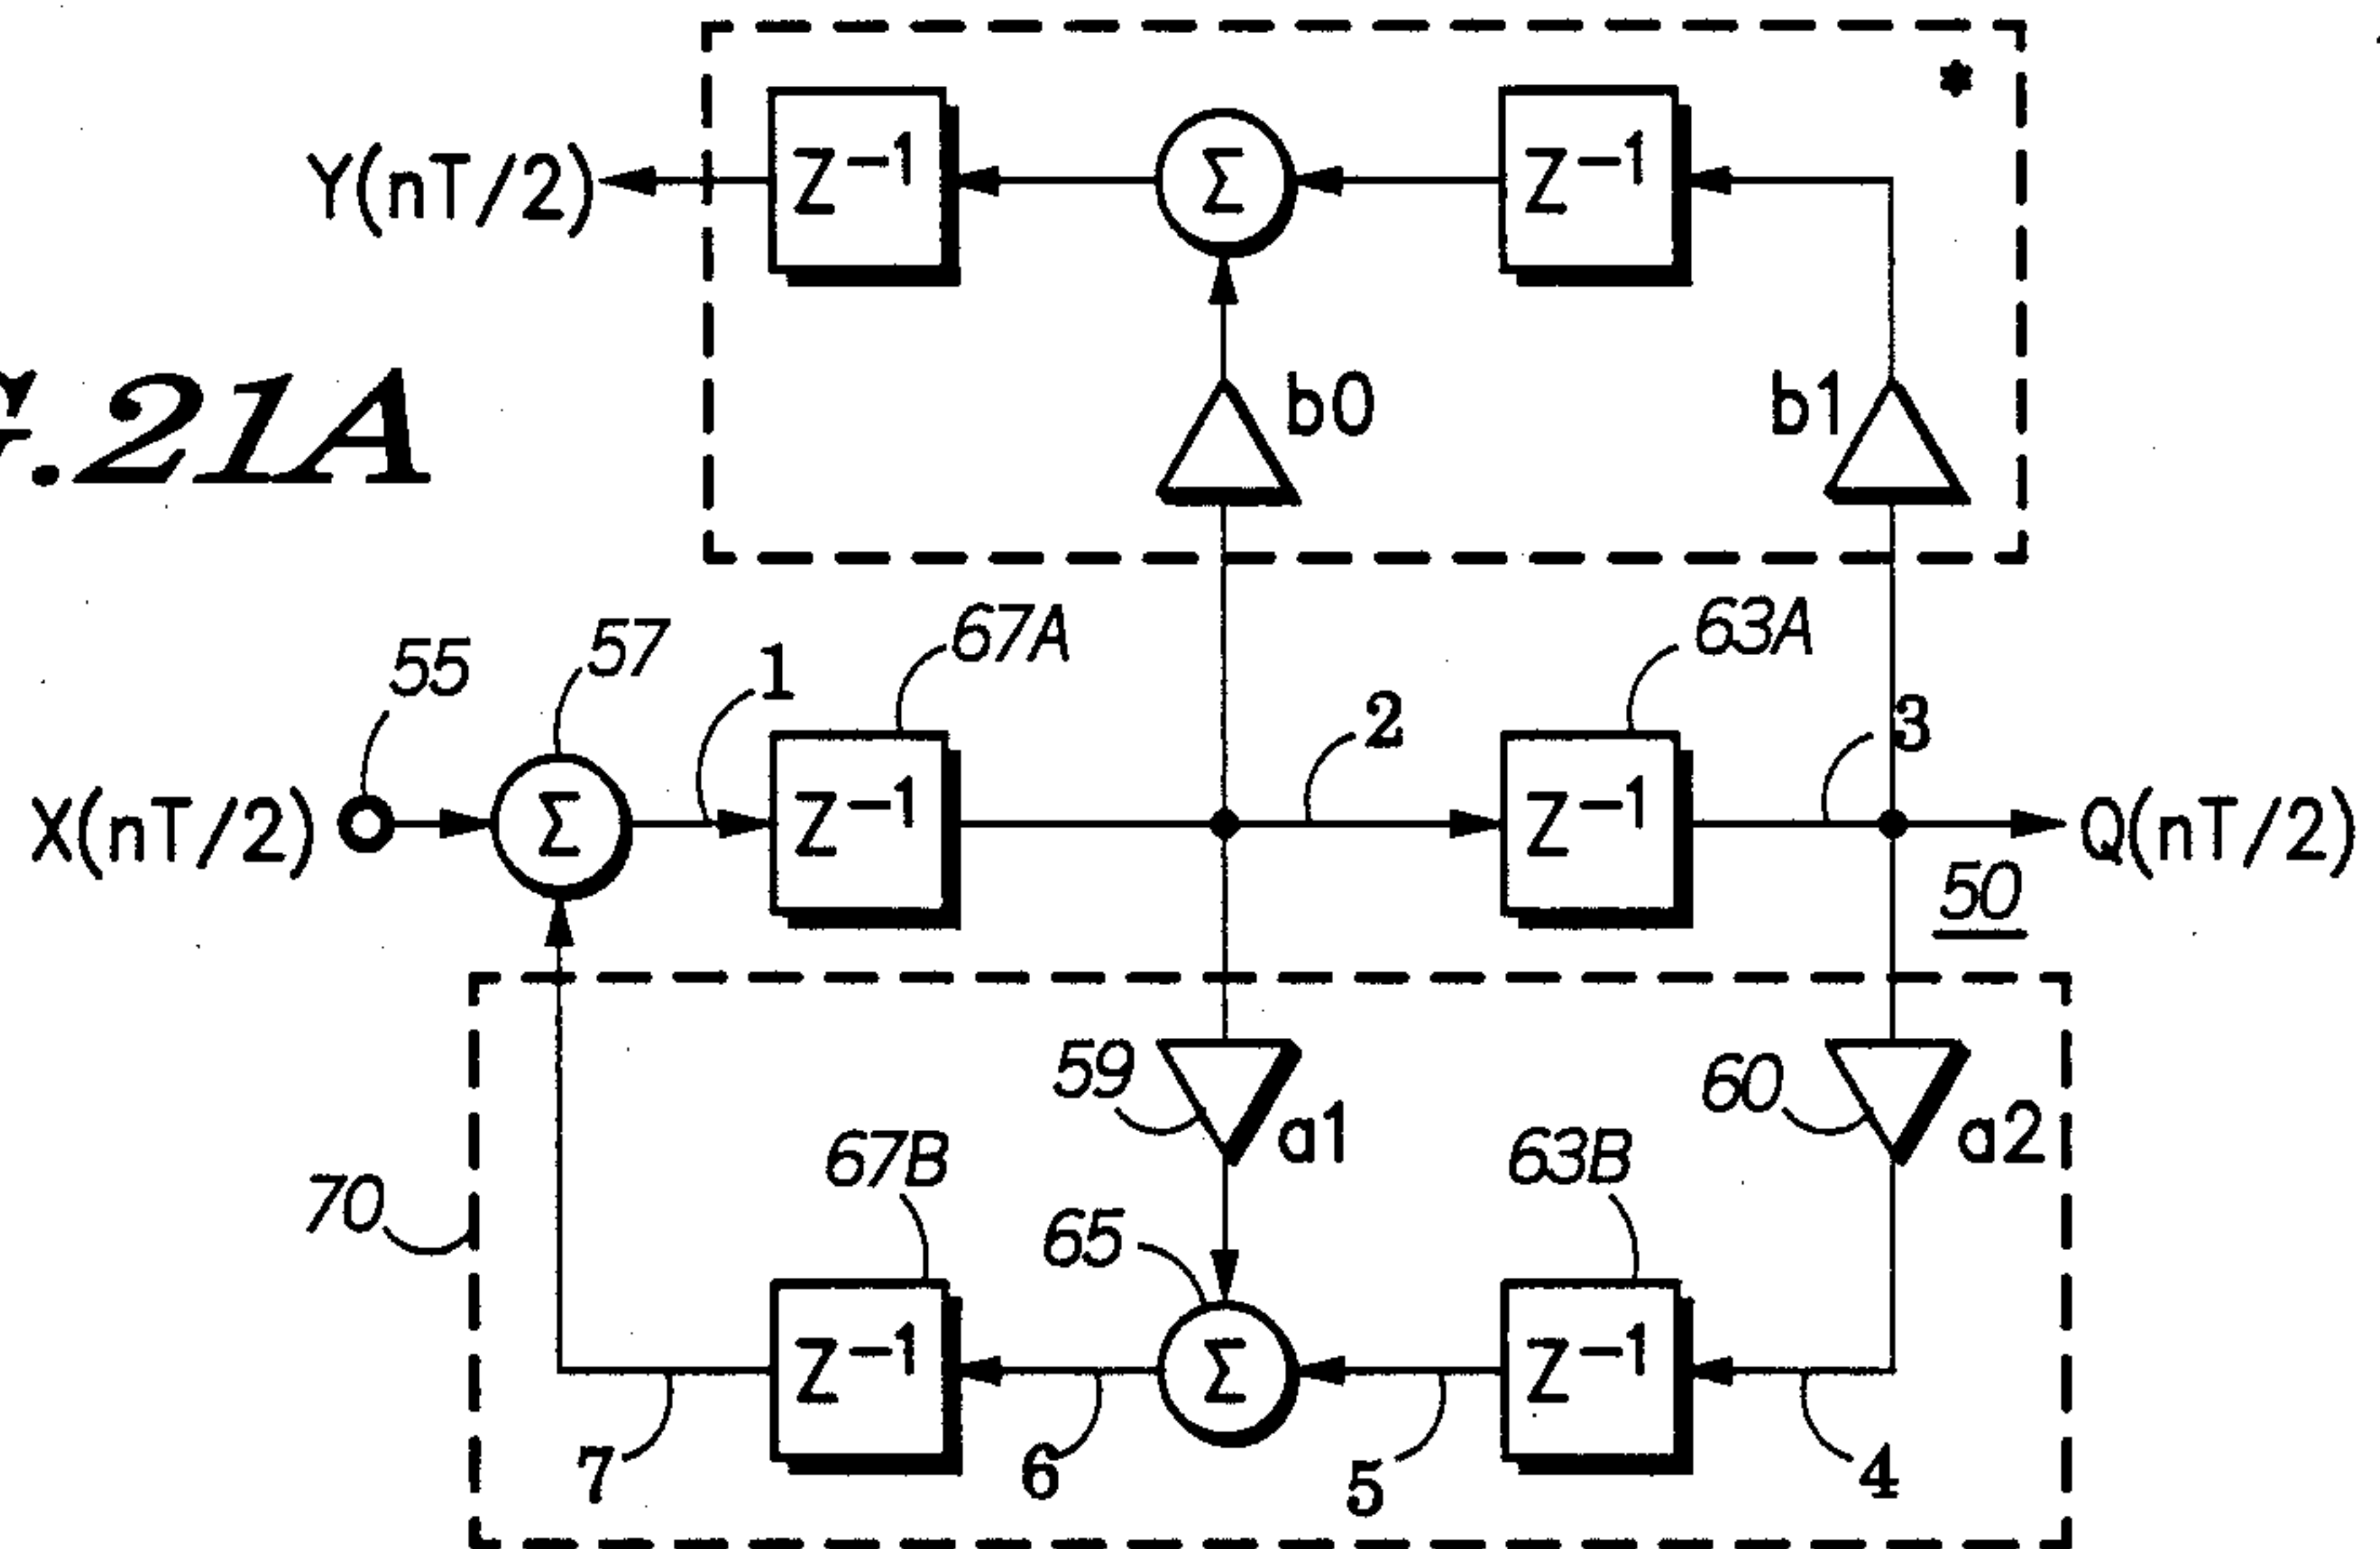 *
Z⁻¹
Σ
Z⁻¹
Y(nT/2)
b0
b1
.21A
55
57
1
67A
2
63A
3
X(nT/2)
Σ
Z⁻¹
Z⁻¹
Q(nT/2)
50
59
a1
60
a2
70
67B
65
63B
Z⁻¹
Σ
Z⁻¹
7
6
5
4